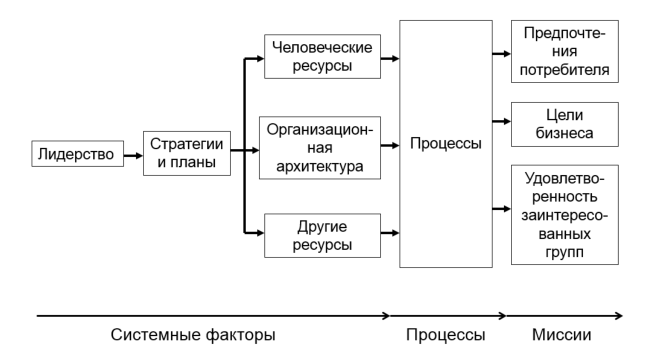 Лидерство
Стратегии
и планы
Человеческие
ресурсы
Организацион-
ная
архитектура
Другие
ресурсы
Процессы
Предпочте-
ния
потребителя
Цели
бизнеса
Удовлетво-
ренность
заинтересо-
ванных
групп
Системные факторы
Процессы
Миссии